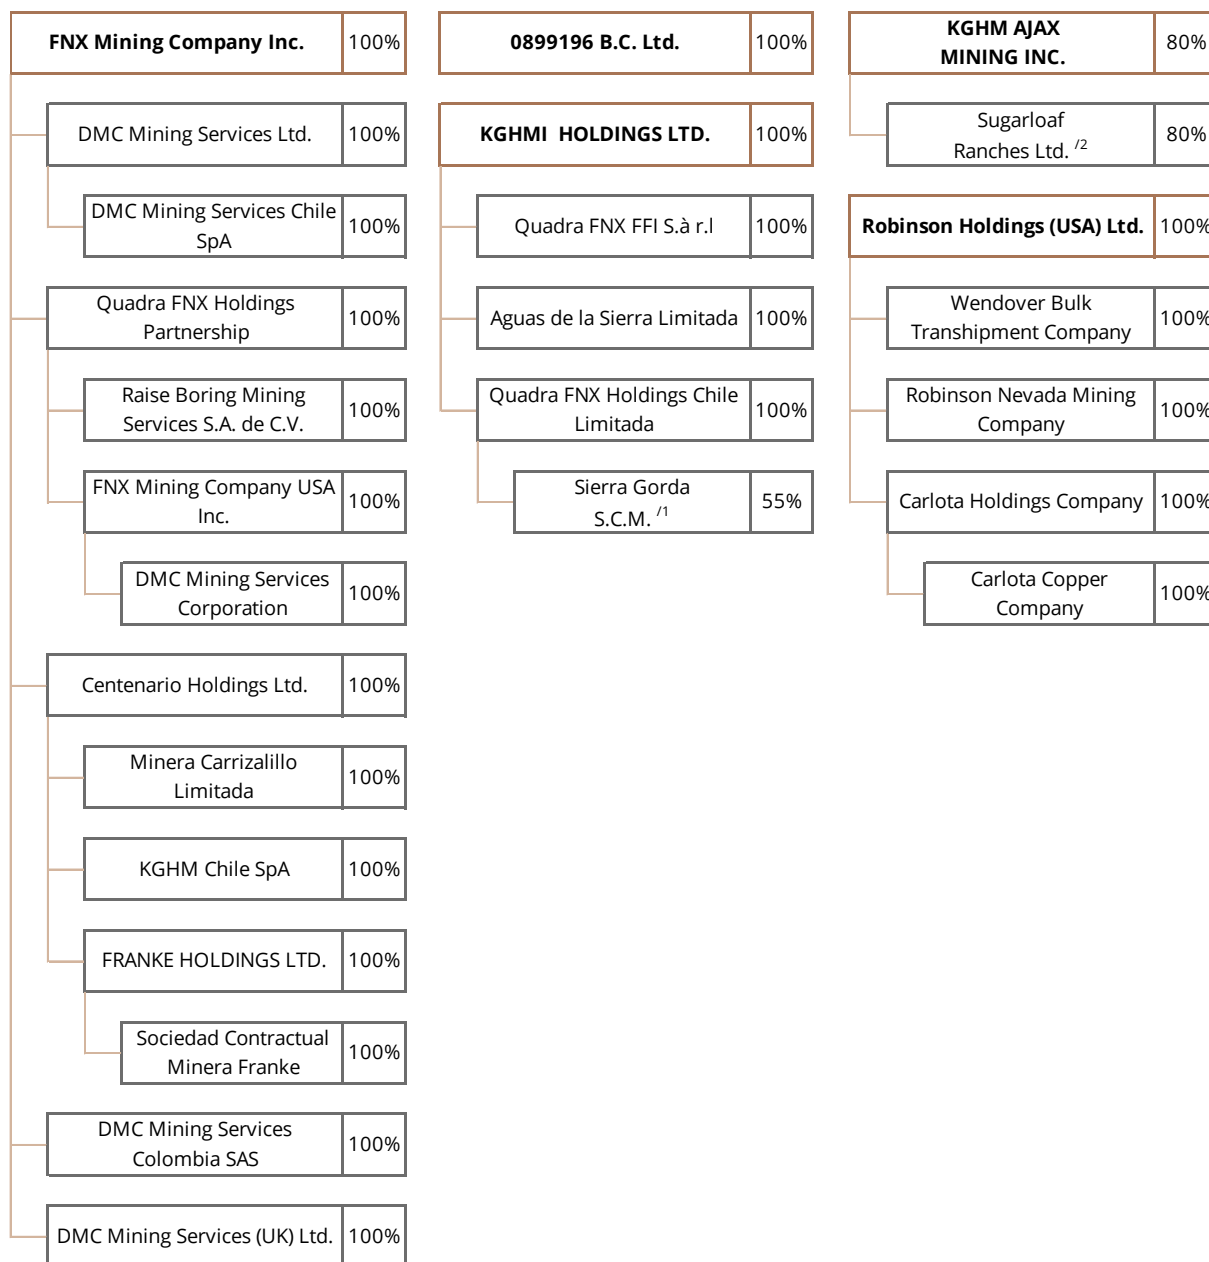 FNX Mining Company Inc. 100%
DMC Mining Services Ltd. 100%
DMC Mining Services Chile
SpA 100%
Quadra FNX Holdings
Partnership 100%
Raise Boring Mining
Services S.A. de C.V. 100%
FNX Mining Company USA
Inc. 100%
DMC Mining Services
Corporation 100%
Centenario Holdings Ltd. 100%
Minera Carrizalillo
Limitada 100%
KGHM Chile SpA 100%
FRANKE HOLDINGS LTD. 100%
Sociedad Contractual
Minera Franke 100%
DMC Mining Services
Colombia SAS 100%
DMC Mining Services (UK) Ltd. 100%
0899196 B.C. Ltd. 100%
KGHMI HOLDINGS LTD. 100%
Quadra FNX FFI S.à r.l 100%
Aguas de la Sierra Limitada 100%
Quadra FNX Holdings Chile
Limitada 100%
Sierra Gorda
S.C.M. /1 55%
KGHM AJAX
MINING INC. 80%
Sugarloaf
Ranches Ltd. /2 80%
Robinson Holdings (USA) Ltd. 100%
Wendover Bulk
Transhipment Company 100%
Robinson Nevada Mining
Company 100%
Carlota Holdings Company 100%
Carlota Copper
Company 100%